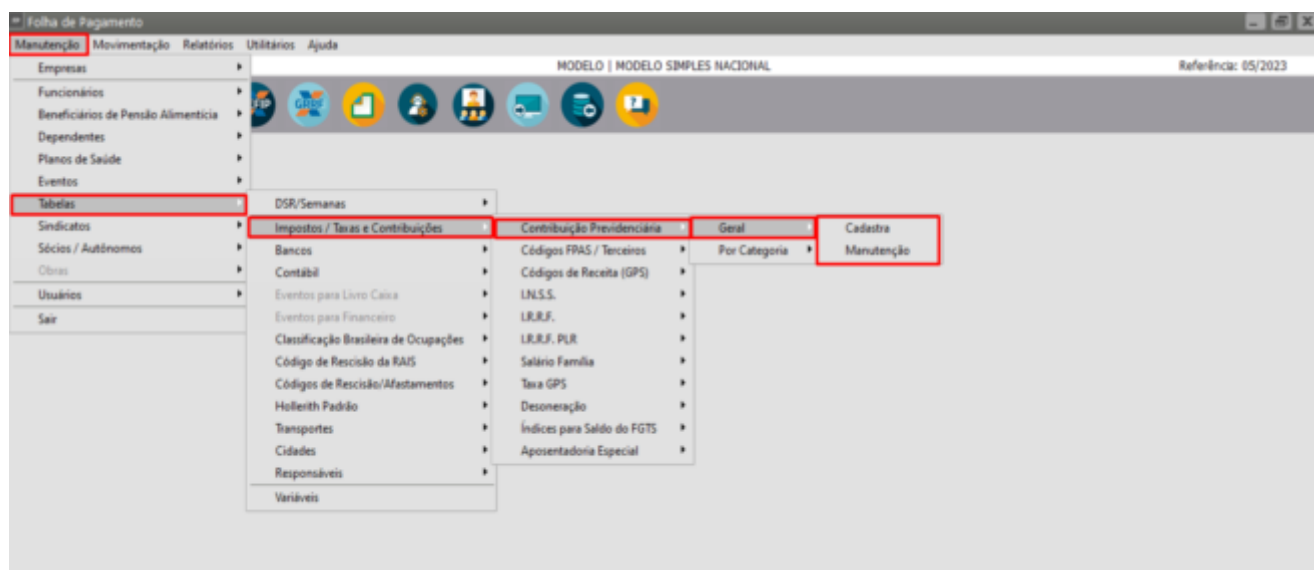 Folha de Pagamento
Manutenção Movimentação Relatórios Utilitários Ajuda
MODELO | MODELO SIMPLES NACIONAL
Referência: 05/2023
Empresas
Funcionários
Beneficiários de Pensão Alimentícia
Dependentes
Planos de Saúde
Eventos
Tabelas
Sindicatos
Sócios / Autônomos
Obras
Usuários
Sair
DSR/Semanas
Impostos / Taxas e Contribuições
Bancos
Contábil
Eventos para Livro Caixa
Eventos para Financeiro
Classificação Brasileira de Ocupações
Código de Rescisão da RAIS
Códigos de Rescisão/Afastamentos
Hollerith Padrão
Transportes
Cidades
Responsáveis
Variáveis
Contribuição Previdenciária
Códigos FPAS / Terceiros
Códigos de Receita (GPS)
I.N.S.S.
I.R.R.F.
I.R.R.F. PLR
Salário Família
Taxa GPS
Desoneração
Índices para Saldo do FGTS
Aposentadoria Especial
Geral
Por Categoria
Cadastra
Manutenção
GRRF